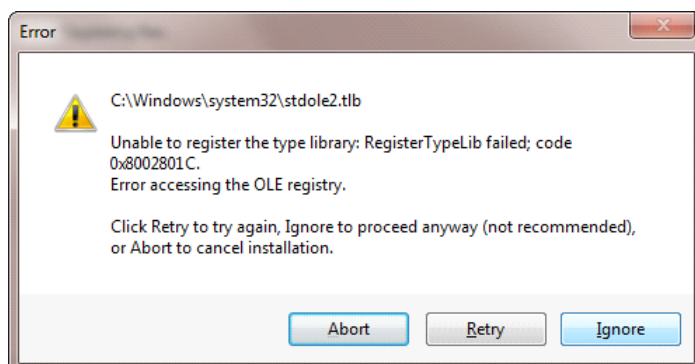 Error
C:\Windows\system32\stdole2.tlb
Unable to register the type library: RegisterTypeLib failed; code
0x8002801C.
Error accessing the OLE registry.
Click Retry to try again, Ignore to proceed anyway (not recommended),
or Abort to cancel installation.
Abort
Retry
Ignore